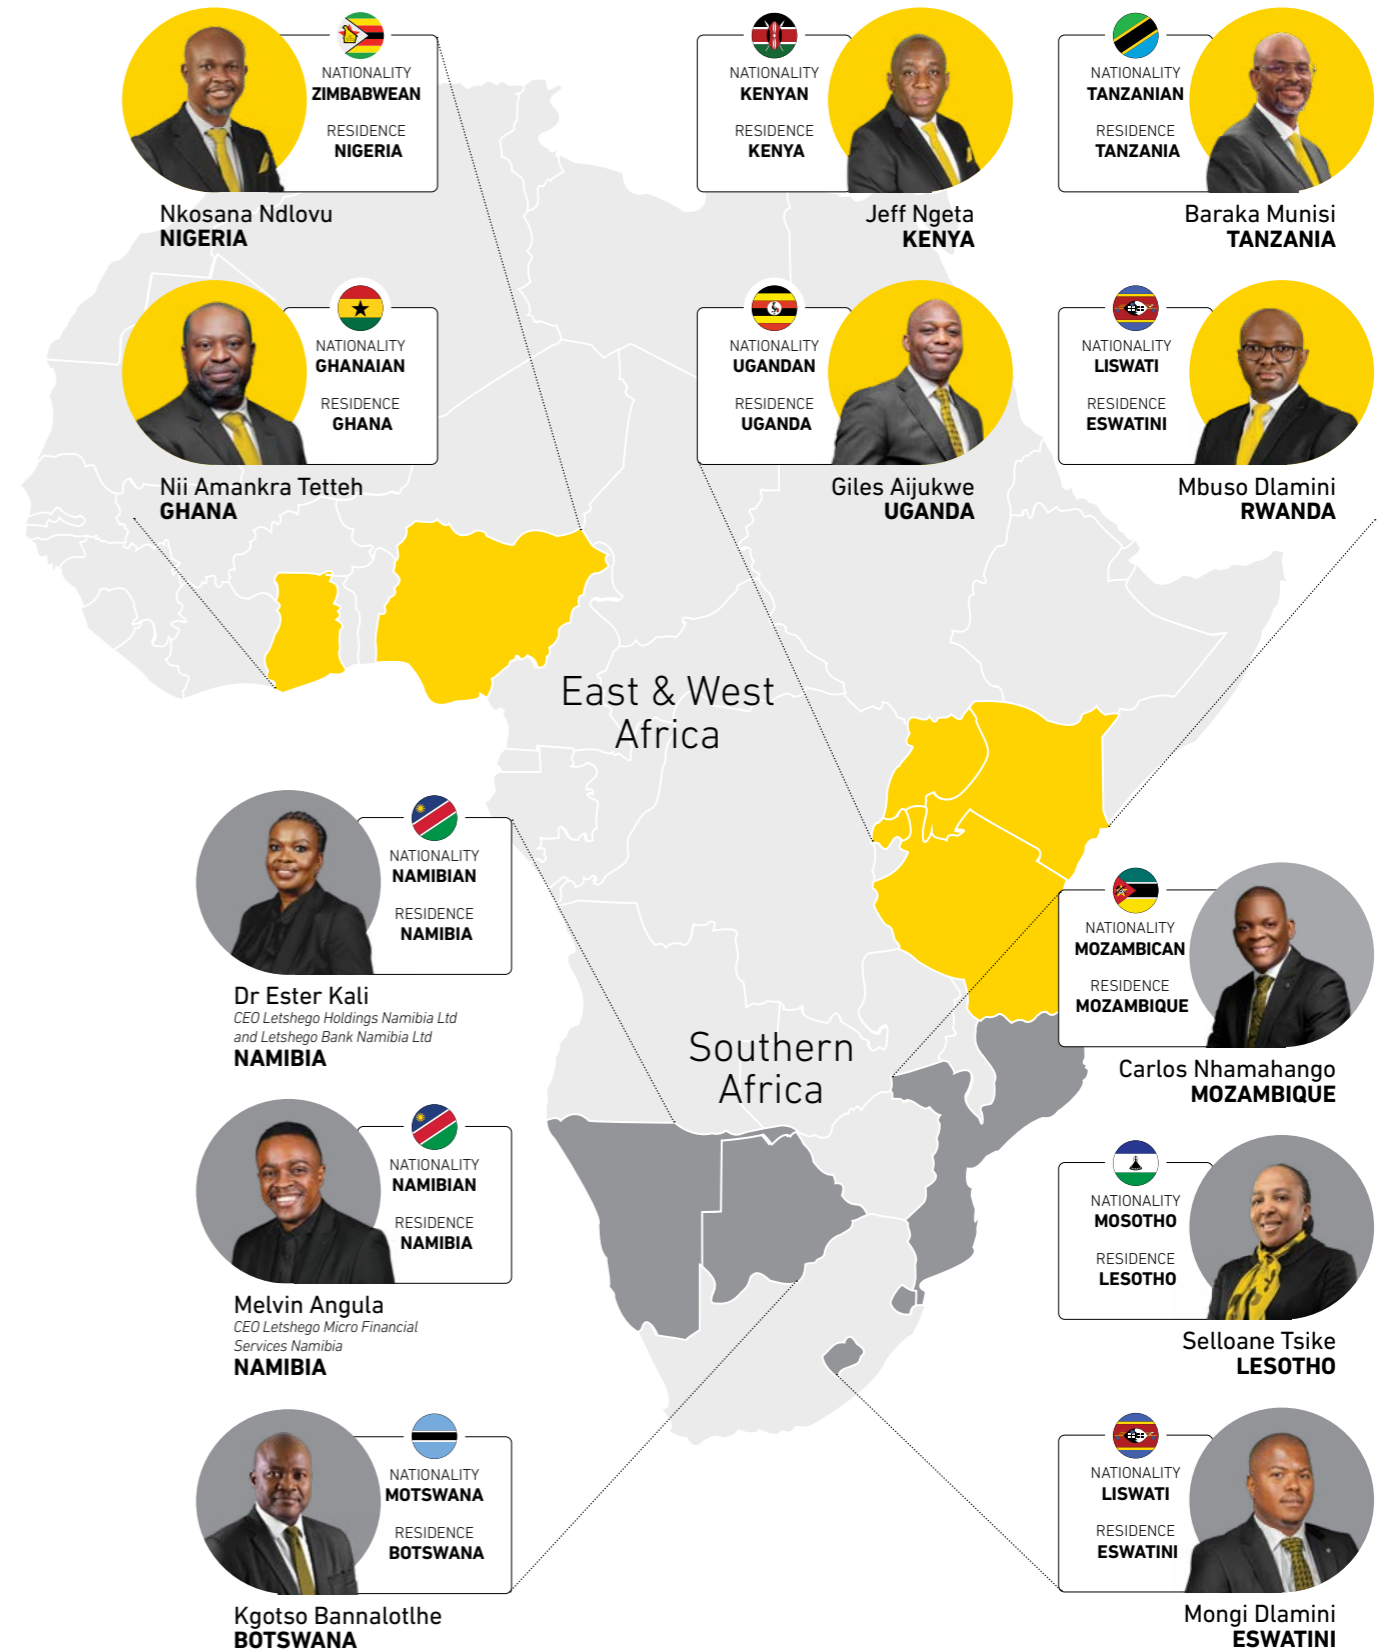 NATIONALITY
ZIMBABWEAN
RESIDENCE
NIGERIA
Nkosana Ndlovu
NIGERIA
NATIONALITY
KENYAN
RESIDENCE
KENYA
Jeff Ngeta
KENYA
NATIONALITY
TANZANIAN
RESIDENCE
TANZANIA
Baraka Munisi
TANZANIA
NATIONALITY
GHANAIAN
RESIDENCE
GHANA
Nii Amankra Tetteh
GHANA
NATIONALITY
UGANDAN
RESIDENCE
UGANDA
Giles Aijukwe
UGANDA
NATIONALITY
LISWATI
RESIDENCE
ESWATINI
Mbuso Dlamini
RWANDA
East & West
Africa
NATIONALITY
NAMIBIAN
RESIDENCE
NAMIBIA
Dr Ester Kali
CEO Letshego Holdings Namibia Ltd
and Letshego Bank Namibia Ltd
NAMIBIA
NATIONALITY
MOZAMBICAN
RESIDENCE
MOZAMBIQUE
Carlos Nhamahango
MOZAMBIQUE
Southern
Africa
NATIONALITY
NAMIBIAN
RESIDENCE
NAMIBIA
Melvin Angula
CEO Letshego Micro Financial
Services Namibia
NAMIBIA
NATIONALITY
MOSOTHO
RESIDENCE
LESOTHO
Selloane Tsike
LESOTHO
NATIONALITY
MOTSWANA
RESIDENCE
BOTSWANA
Kgotso Bannalotlhe
BOTSWANA
NATIONALITY
LISWATI
RESIDENCE
ESWATINI
Mongi Dlamini
ESWATINI